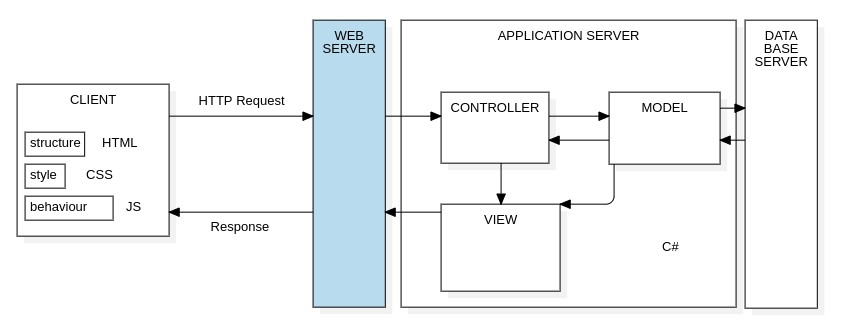 CLIENT
structure HTML
style CSS
behaviour JS
HTTP Request
Response
WEB
SERVER
APPLICATION SERVER
CONTROLLER
MODEL
VIEW
C#
DATA
BASE
SERVER